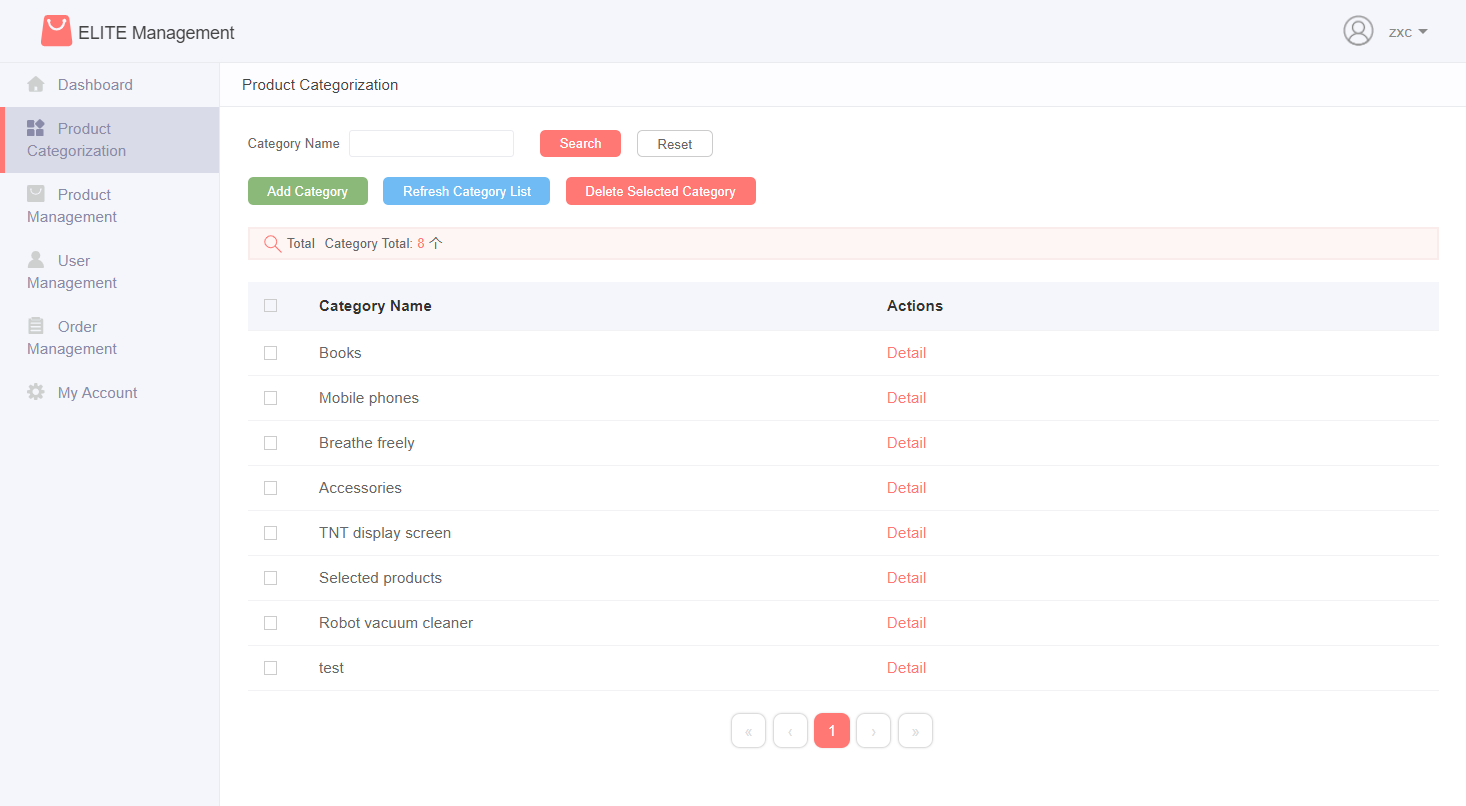 ELITE Management
zxc
Dashboard
Product
Categorization
Product
Management
User
Management
Order
Management
My Account
Product Categorization
Category Name
Search
Reset
Add Category
Refresh Category List
Delete Selected Category
Total Category Total: 8 个
Category Name Actions
Books Detail
Mobile phones Detail
Breathe freely Detail
Accessories Detail
TNT display screen Detail
Selected products Detail
Robot vacuum cleaner Detail
test Detail
« ‹ 1 › »